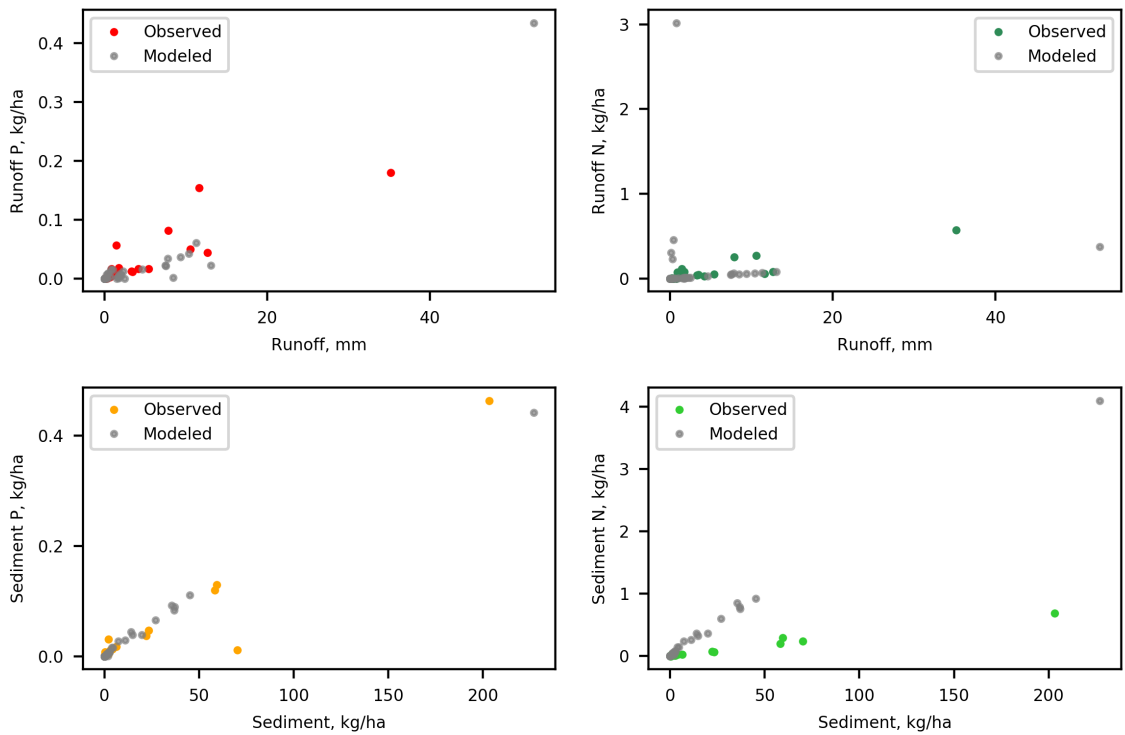 Observed
Modeled
Runoff P, kg/ha
0.4
0.3
0.2
0.1
0.0
0
20
40
Runoff, mm
Observed
Modeled
Runoff N, kg/ha
3
2
1
0
0
20
40
Runoff, mm
Observed
Modeled
Sediment P, kg/ha
0.4
0.2
0.0
0
50
100
150
200
Sediment, kg/ha
Observed
Modeled
Sediment N, kg/ha
4
3
2
1
0
0
50
100
150
200
Sediment, kg/ha